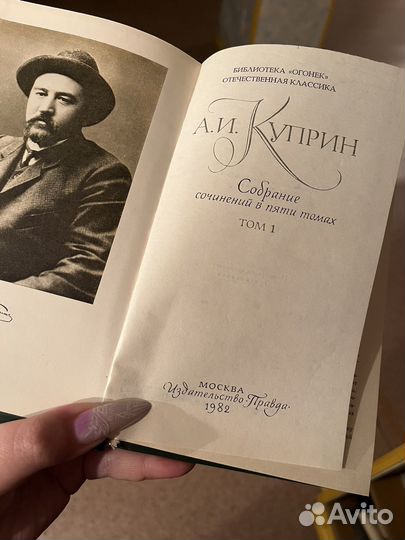 БИБЛИОТЕКА «ОГОНЕК»
ОТЕЧЕСТВЕННАЯ КЛАССИКА
А. И. КУПРИН
Собрание
сочинений в пяти томах
ТОМ 1
МОСКВА
Издательство «Правда»
1982
Avito